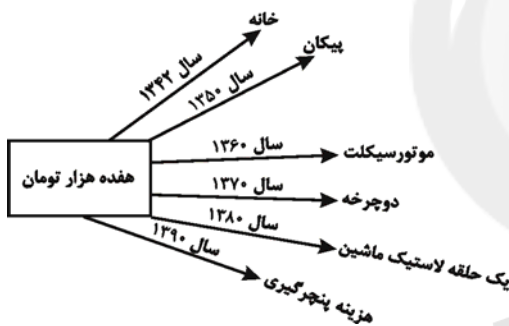 خانه
سال ۱۳۴۲
پیکان
سال ۱۳۵۰
هفده هزار تومان
سال ۱۳۶۰
موتورسیکلت
سال ۱۳۷۰
دوچرخه
سال ۱۳۸۰
یک حلقه لاستیک ماشین
سال ۱۳۹۰
هزینه پنچرگیری